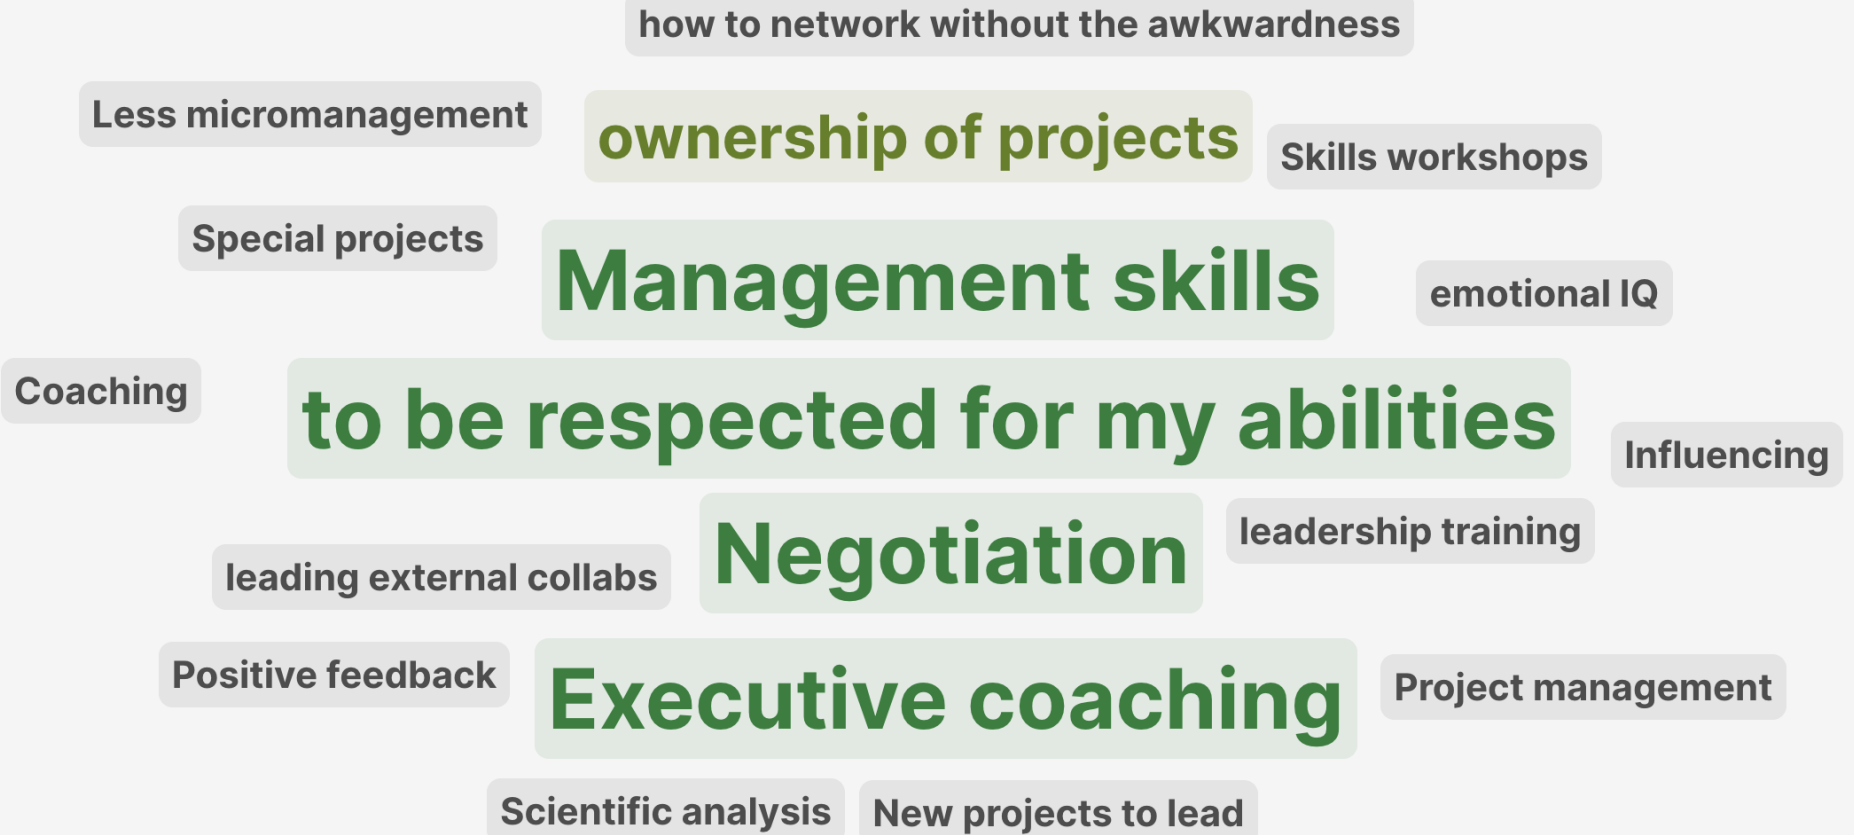 how to network without the awkwardness
Less micromanagement
ownership of projects
Skills workshops
Special projects
Management skills
emotional IQ
Coaching
to be respected for my abilities
Influencing
Negotiation
leadership training
leading external collabs
Positive feedback
Executive coaching
Project management
Scientific analysis
New projects to lead